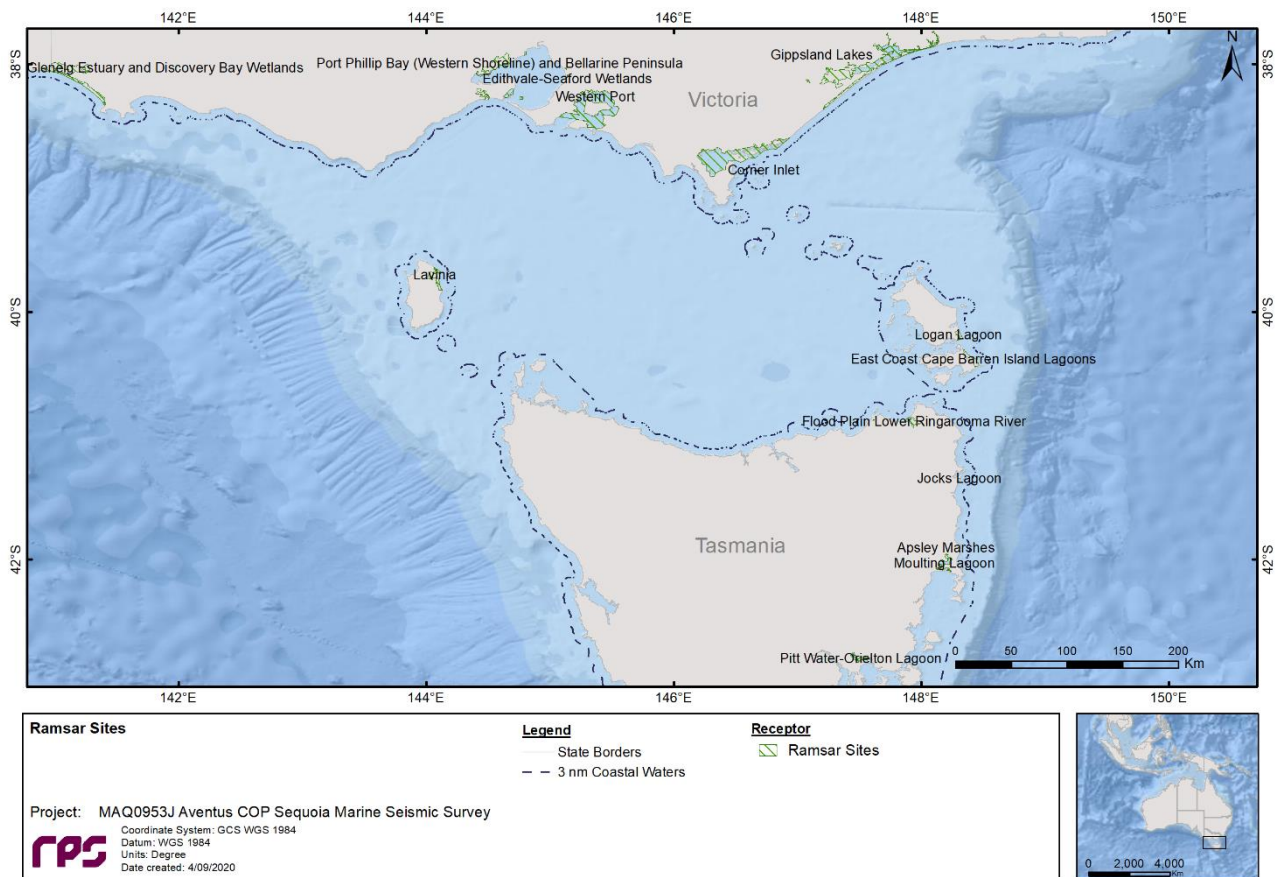 142°E
144°E
146°E
148°E
150°E
38°S
Glenelg Estuary and Discovery Bay Wetlands
Port Phillip Bay (Western Shoreline) and Bellarine Peninsula
Edithvale-Seaford Wetlands
Western Port
Victoria
Gippsland Lakes
N
38°S
Corner Inlet
Lavinia
40°S
40°S
Logan Lagoon
East Coast Cape Barren Island Lagoons
Flood Plain Lower Ringarooma River
Jocks Lagoon
Tasmania
Apsley Marshes
Moulting Lagoon
42°S
42°S
Pitt Water-Orielton Lagoon
0 50 100 150 200
Km
142°E
144°E
146°E
148°E
150°E
Ramsar Sites
Legend
State Borders
3 nm Coastal Waters
Receptor
Ramsar Sites
Project: MAQ0953J Aventus COP Sequoia Marine Seismic Survey
rps
Coordinate System: GCS WGS 1984
Datum: WGS 1984
Units: Degree
Date created: 4/09/2020
0 2,000 4,000
Km